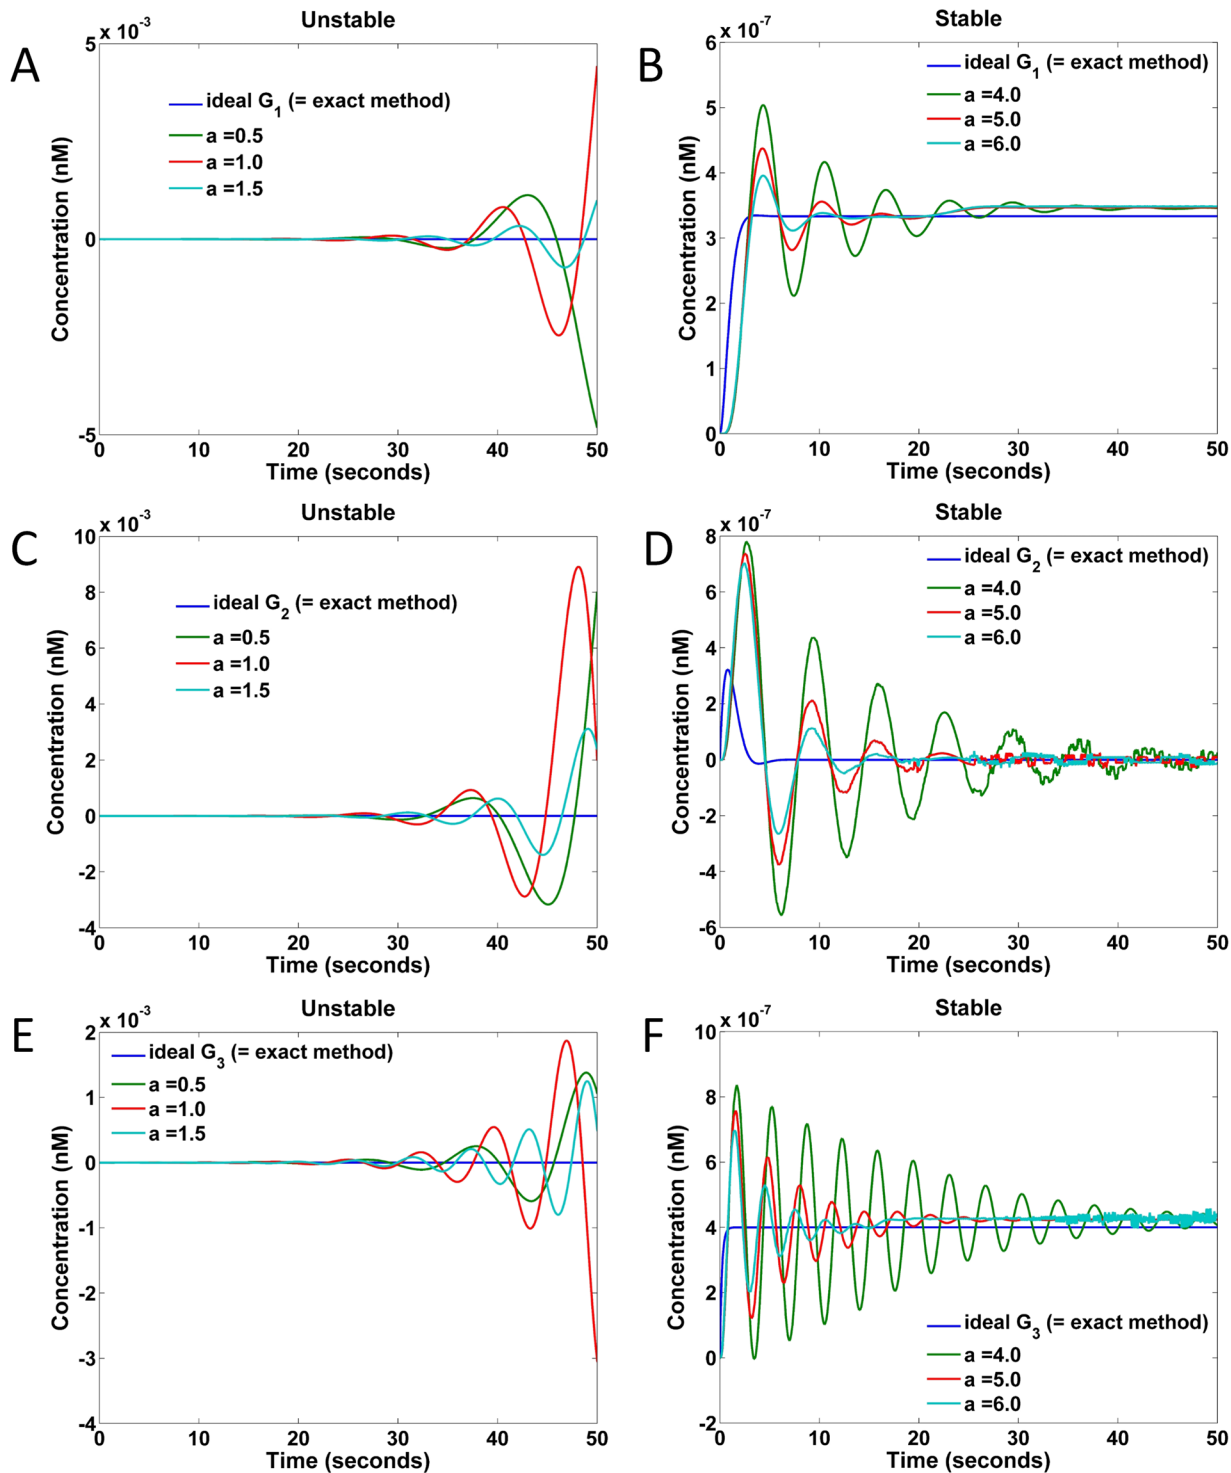 Unstable
A
x 10-3
ideal G1 (= exact method)
a =0.5
a =1.0
a =1.5
5
0
-5
Concentration (nM)
0 10 20 30 40 50
Time (seconds)
Stable
B
x 10-7
ideal G1 (= exact method)
a =4.0
a =5.0
a =6.0
6
5
4
3
2
1
0
Concentration (nM)
0 10 20 30 40 50
Time (seconds)
Unstable
C
x 10-3
ideal G2 (= exact method)
a =0.5
a =1.0
a =1.5
10
8
6
4
2
0
-2
-4
Concentration (nM)
0 10 20 30 40 50
Time (seconds)
Stable
D
x 10-7
ideal G2 (= exact method)
a =4.0
a =5.0
a =6.0
8
6
4
2
0
-2
-4
-6
Concentration (nM)
0 10 20 30 40 50
Time (seconds)
Unstable
E
x 10-3
ideal G3 (= exact method)
a =0.5
a =1.0
a =1.5
2
1
0
-1
-2
-3
-4
Concentration (nM)
0 10 20 30 40 50
Time (seconds)
Stable
F
x 10-7
10
8
6
4
2
0
-2
Concentration (nM)
ideal G3 (= exact method)
a =4.0
a =5.0
a =6.0
0 10 20 30 40 50
Time (seconds)